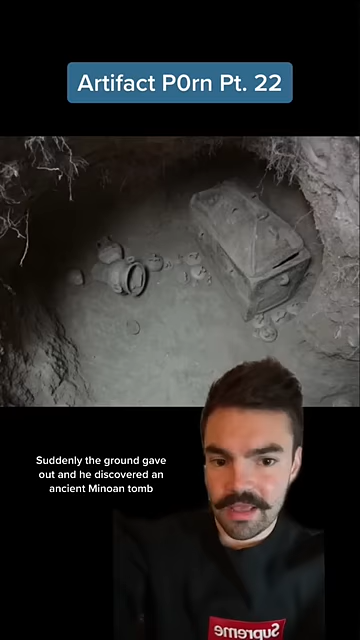 Artifact P0rn Pt. 22
Suddenly the ground gave
out and he discovered an
ancient Minoan tomb
Supreme